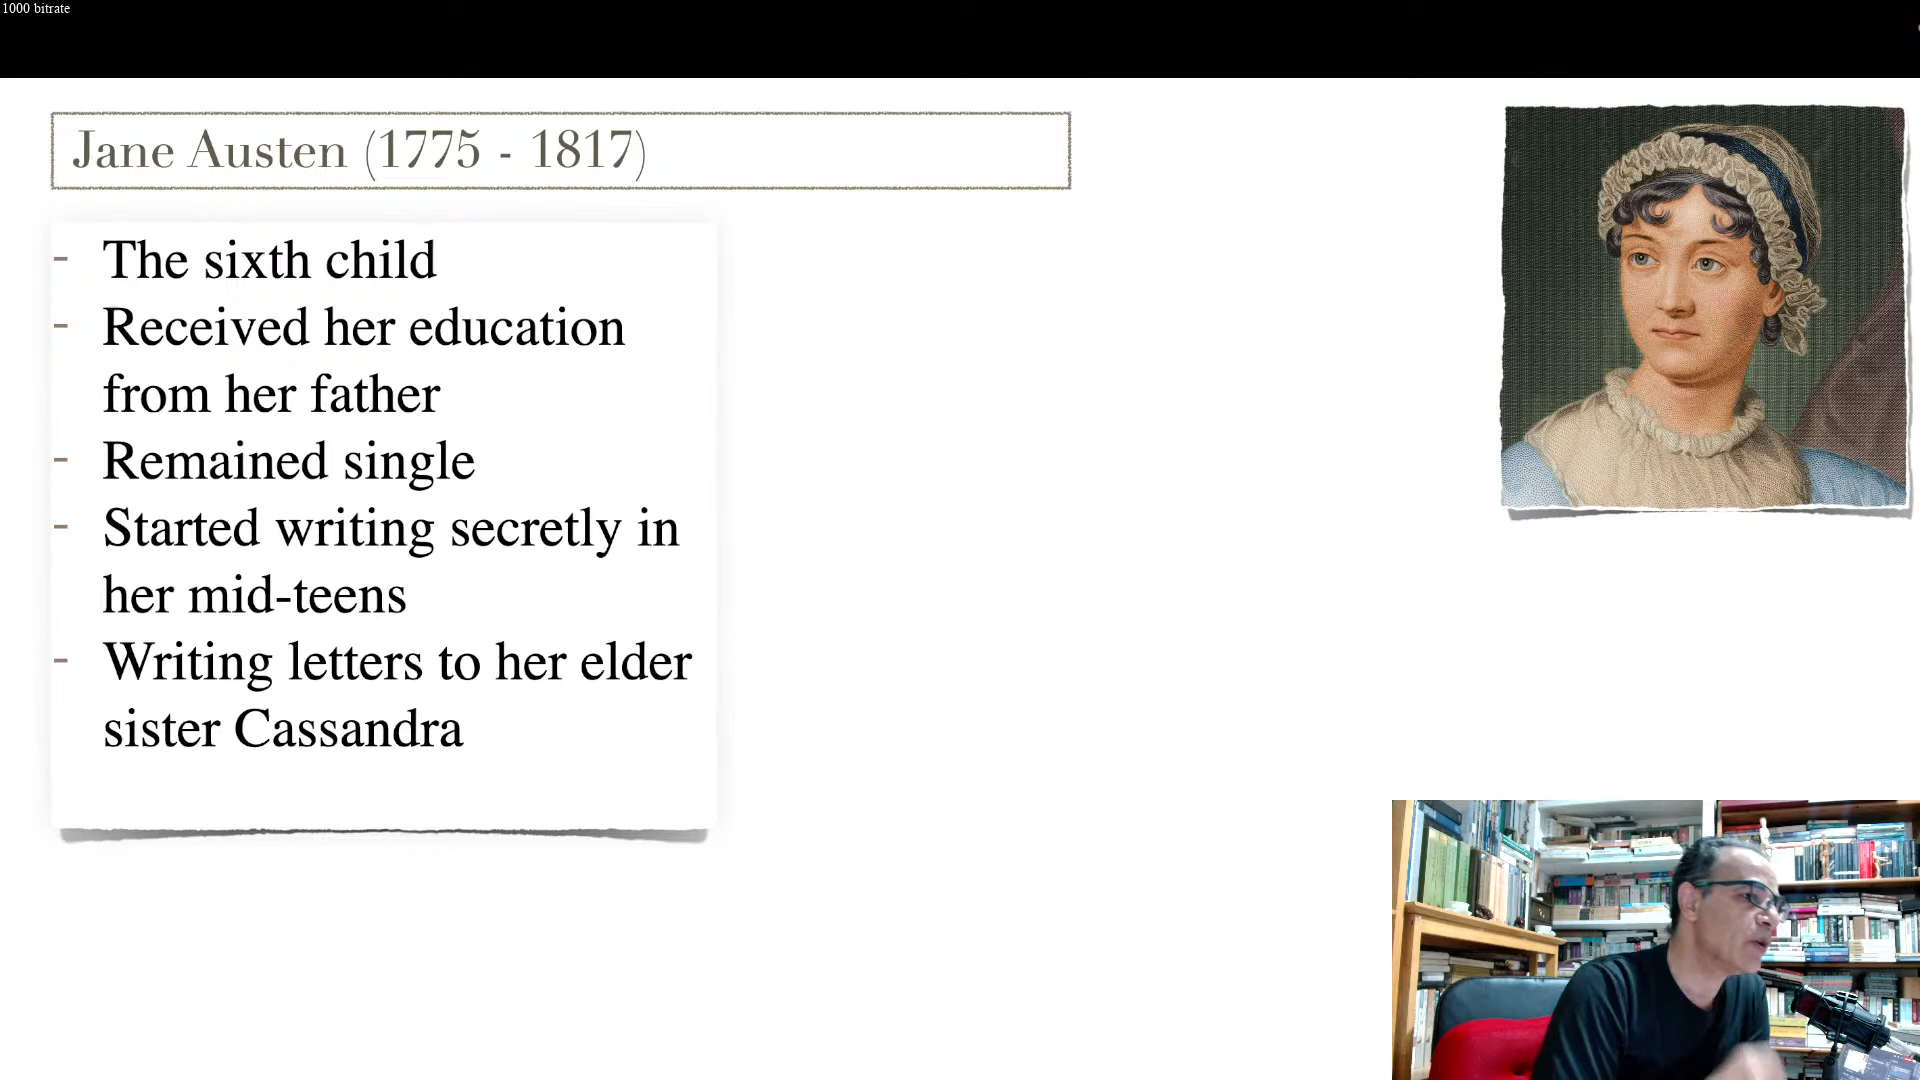 1000 bitrate
Jane Austen (1775 - 1817)
- The sixth child
- Received her education
from her father
- Remained single
- Started writing secretly in
her mid-teens
- Writing letters to her elder
sister Cassandra